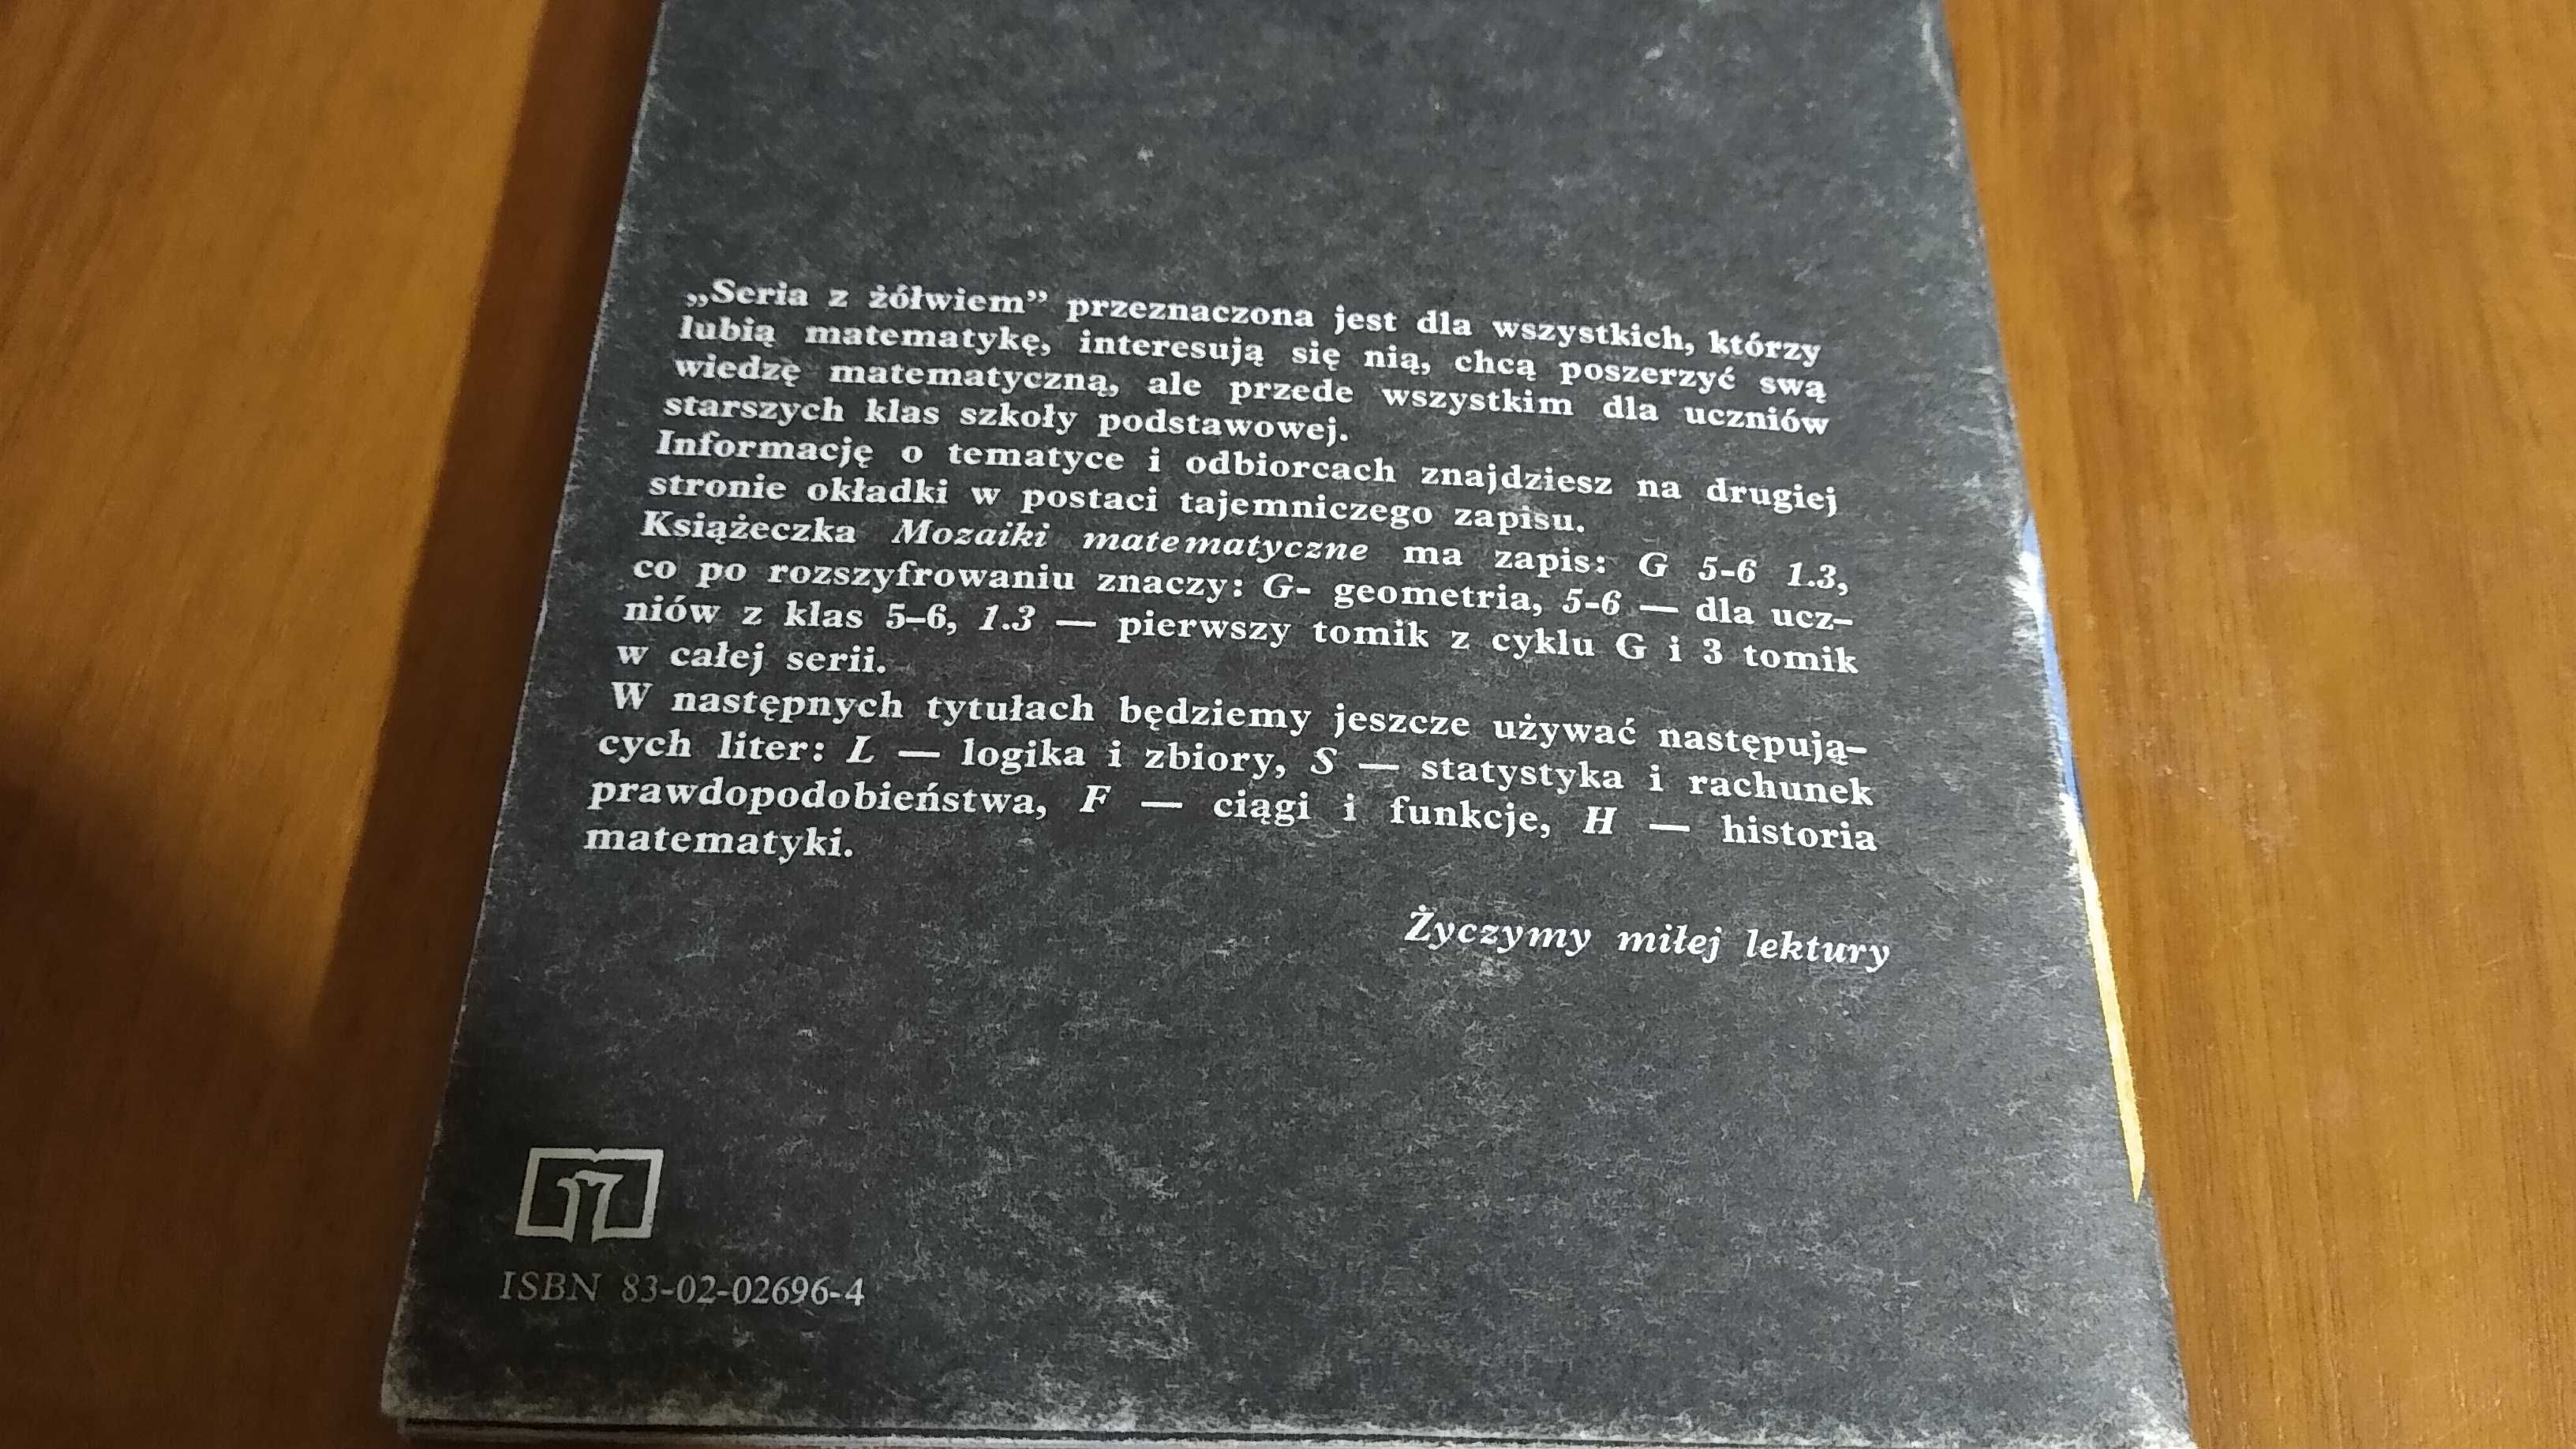 „Seria z żółwiem” przeznaczona jest dla wszystkich, którzy
lubią matematykę, interesują się nią, chcą poszerzyć swą
wiedzę matematyczną, ale przede wszystkim dla uczniów
starszych klas szkoły podstawowej.
Informację o tematyce i odbiorcach znajdziesz na drugiej
stronie okładki w postaci tajemniczego zapisu.
Książeczka Mozaiki matematyczne ma zapis: G 5-6 1.3,
co po rozszyfrowaniu znaczy: G- geometria, 5-6 — dla ucz–
niów z klas 5–6, 1.3 — pierwszy tomik z cyklu G i 3 tomik
w całej serii.
W następnych tytułach będziemy jeszcze używać następują–
cych liter: L — logika i zbiory, S — statystyka i rachunek
prawdopodobieństwa, F — ciągi i funkcje, H — historia
matematyki.
Życzymy miłej lektury
ISBN 83-02-02696-4